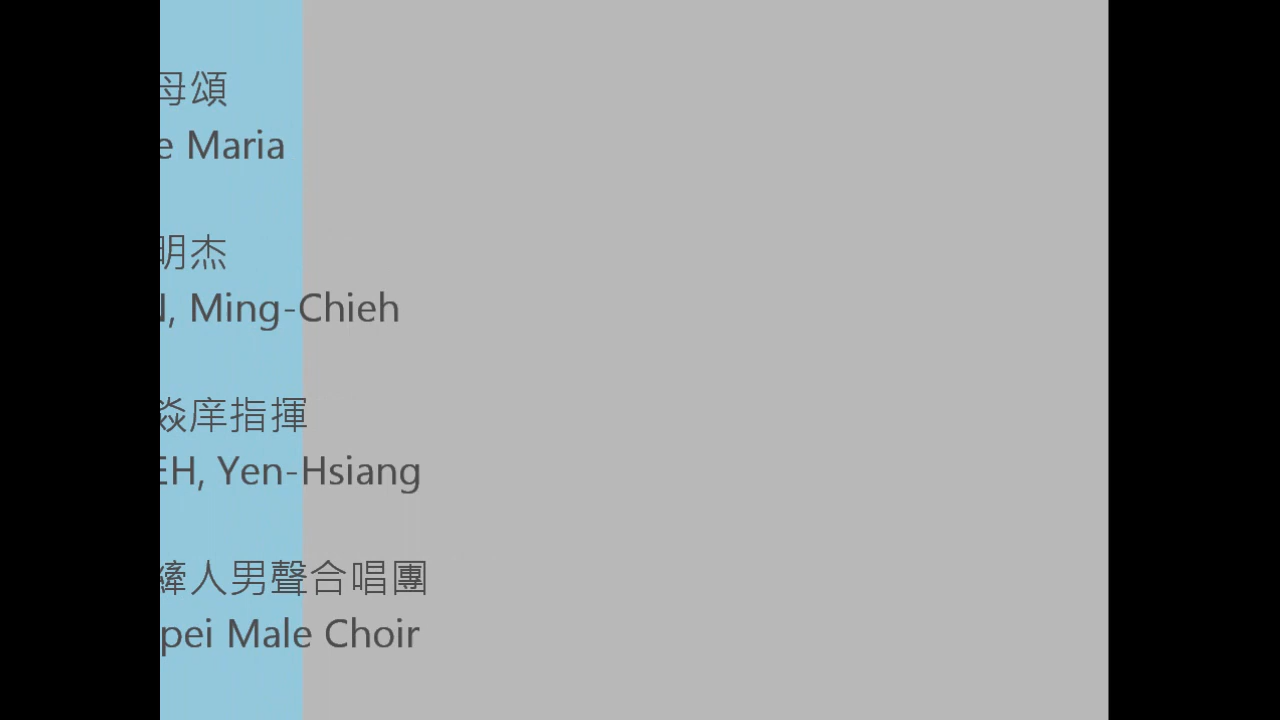 母頌
e Maria
明杰
, Ming-Chieh
焱庠指揮
EH, Yen-Hsiang
縴人男聲合唱團
pei Male Choir